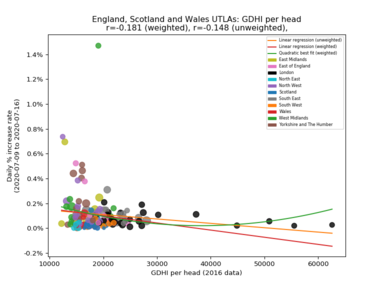 England, Scotland and Wales UTLAs: GDHI per head
r=-0.181 (weighted), r=-0.148 (unweighted),
Linear regression (unweighted)
Linear regression (weighted)
Quadratic best fit (weighted)
East Midlands
East of England
London
North East
North West
Scotland
South East
South West
Wales
West Midlands
Yorkshire and The Humber
1.4%
1.2%
1.0%
0.8%
0.6%
0.4%
0.2%
0.0%
-0.2%
Daily % increase rate
(2020-07-09 to 2020-07-16)
10000
20000
30000
40000
50000
60000
GDHI per head (2016 data)